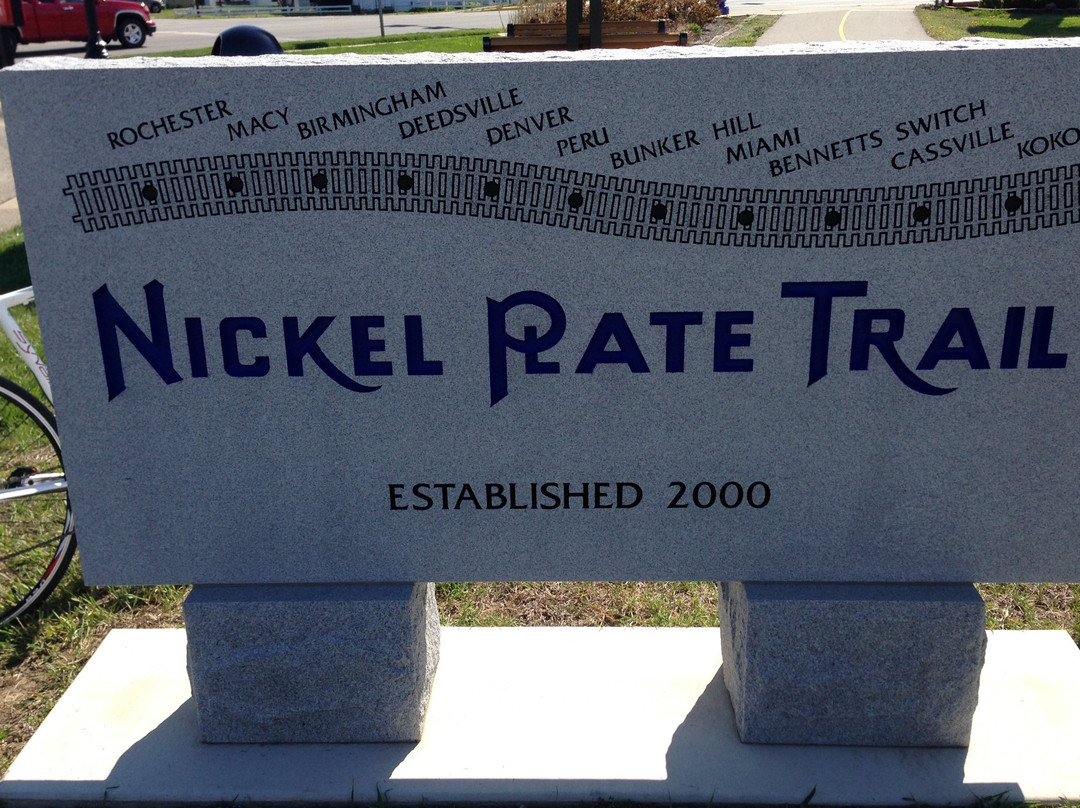 ROCHESTER
MACY
BIRMINGHAM
DEEDSVILLE
DENVER
PERU
BUNKER HILL
MIAMI
BENNETTS SWITCH
CASSVILLE
KOKO
NICKEL PLATE TRAIL
ESTABLISHED 2000